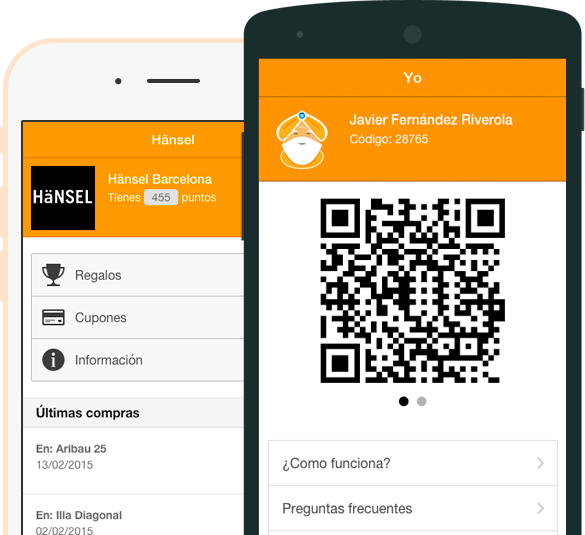 Hänsel
HäNSEL
Hänsel Barcelona
Tienes 455 puntos
Regalos
Cupones
Información
Últimas compras
En: Aribau 25
13/02/2015
En: Illa Diagonal
02/02/2015
Yo
Javier Fernández Riverola
Código: 28765
¿Como funciona?
Preguntas frecuentes